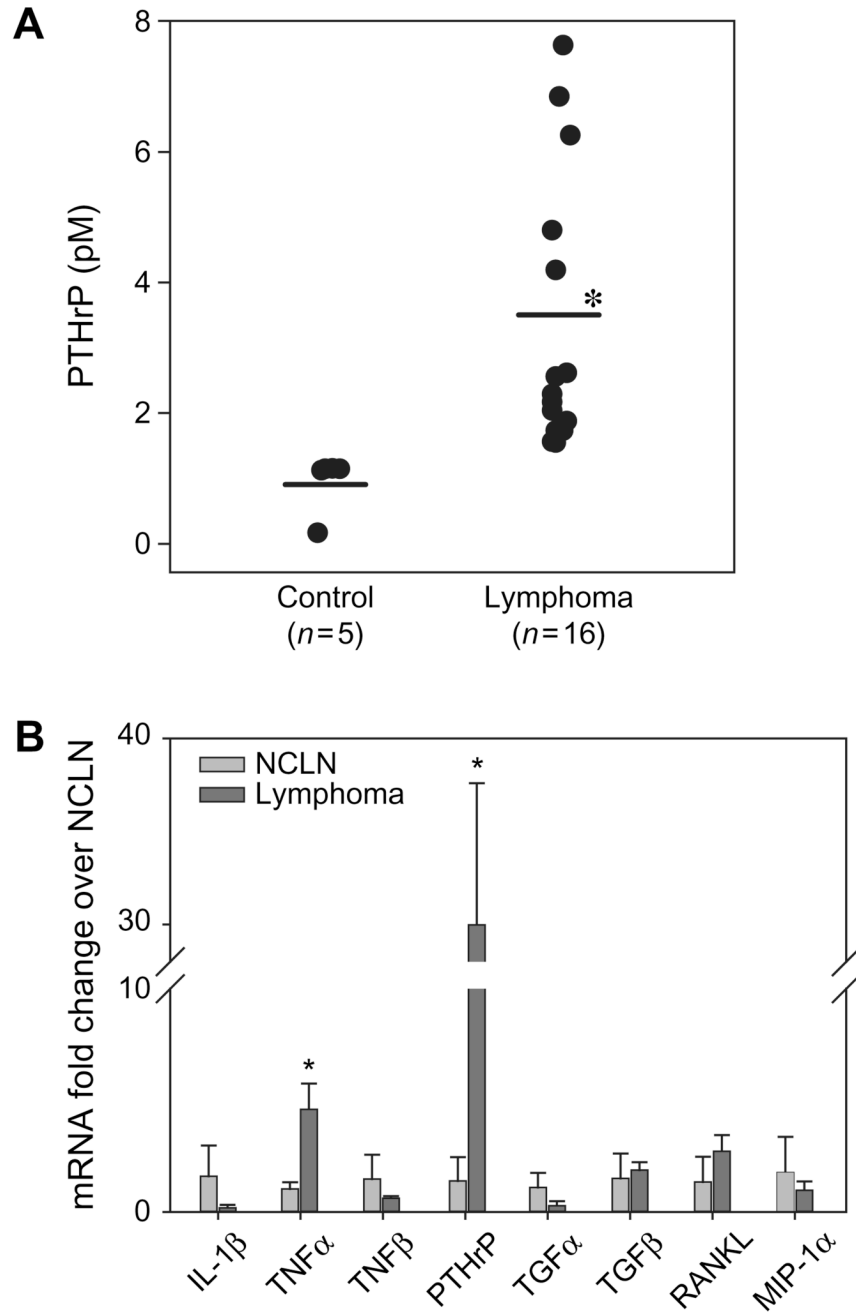 A
PTHrP (pM)
8
6
4
2
0
*
Control
(n=5)
Lymphoma
(n=16)
B
mRNA fold change over NCLN
40
30
10
0
NCLN
Lymphoma
*
*
IL-1β
TNFα
TNFβ
PTHrP
TGFα
TGFβ
RANKL
MIP-1α